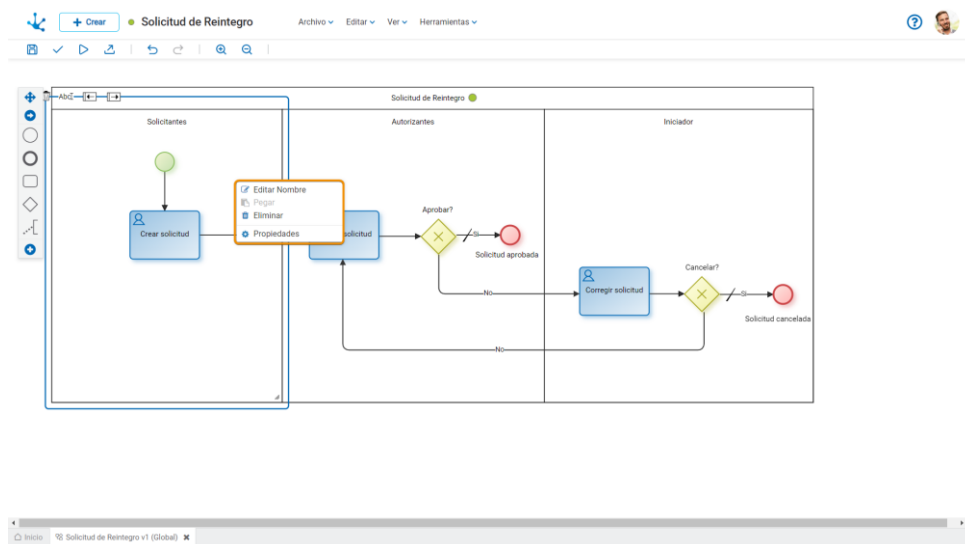 + Crear
Solicitud de Reintegro
Archivo
Editar
Ver
Herramientas
Abc
Solicitud de Reintegro
Solicitantes
Autorizantes
Iniciador
Editar Nombre
Pegar
Eliminar
Propiedades
Crear solicitud
solicitud
Aprobar?
Si
Solicitud aprobada
No
Corregir solicitud
Cancelar?
Si
Solicitud cancelada
No
Inicio
Solicitud de Reintegro v1 (Global)